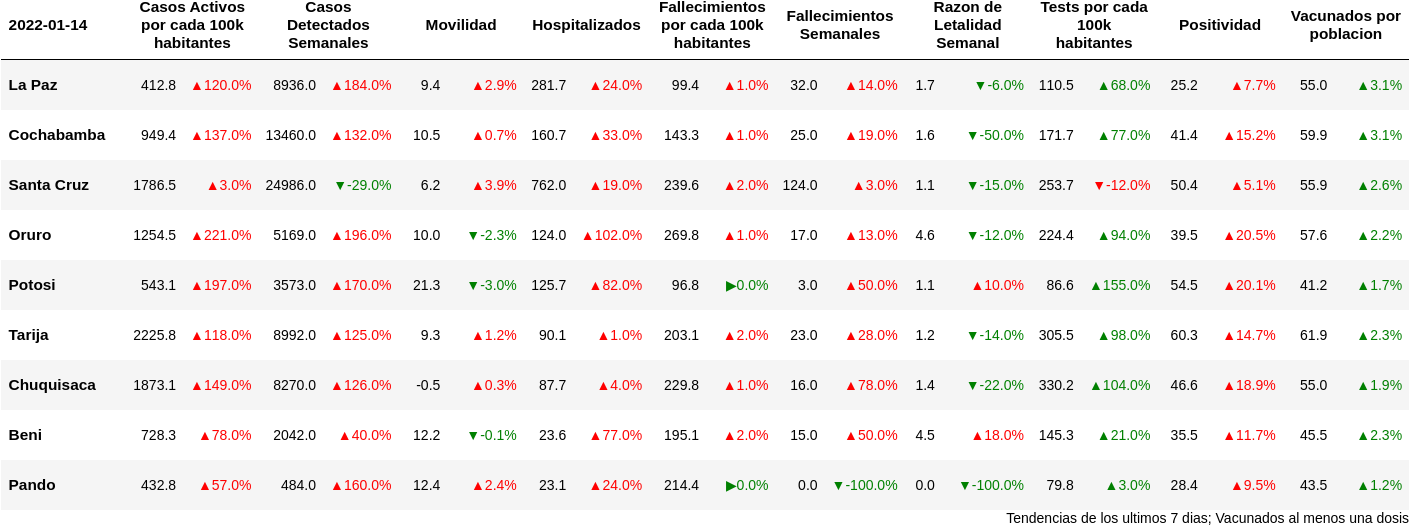 2022-01-14 Casos Activos por cada 100k habitantes Casos Detectados Semanales Movilidad Hospitalizados Fallecimientos por cada 100k habitantes Fallecimientos Semanales Razon de Letalidad Semanal Tests por cada 100k habitantes Positividad Vacunados por poblacion
La Paz 412.8 ▲120.0% 8936.0 ▲184.0% 9.4 ▲2.9% 281.7 ▲24.0% 99.4 ▲1.0% 32.0 ▲14.0% 1.7 ▼-6.0% 110.5 ▲68.0% 25.2 ▲7.7% 55.0 ▲3.1%
Cochabamba 949.4 ▲137.0% 13460.0 ▲132.0% 10.5 ▲0.7% 160.7 ▲33.0% 143.3 ▲1.0% 25.0 ▲19.0% 1.6 ▼-50.0% 171.7 ▲77.0% 41.4 ▲15.2% 59.9 ▲3.1%
Santa Cruz 1786.5 ▲3.0% 24986.0 ▼-29.0% 6.2 ▲3.9% 762.0 ▲19.0% 239.6 ▲2.0% 124.0 ▲3.0% 1.1 ▼-15.0% 253.7 ▼-12.0% 50.4 ▲5.1% 55.9 ▲2.6%
Oruro 1254.5 ▲221.0% 5169.0 ▲196.0% 10.0 ▼-2.3% 124.0 ▲102.0% 269.8 ▲1.0% 17.0 ▲13.0% 4.6 ▼-12.0% 224.4 ▲94.0% 39.5 ▲20.5% 57.6 ▲2.2%
Potosi 543.1 ▲197.0% 3573.0 ▲170.0% 21.3 ▼-3.0% 125.7 ▲82.0% 96.8 ▶0.0% 3.0 ▲50.0% 1.1 ▲10.0% 86.6 ▲155.0% 54.5 ▲20.1% 41.2 ▲1.7%
Tarija 2225.8 ▲118.0% 8992.0 ▲125.0% 9.3 ▲1.2% 90.1 ▲1.0% 203.1 ▲2.0% 23.0 ▲28.0% 1.2 ▼-14.0% 305.5 ▲98.0% 60.3 ▲14.7% 61.9 ▲2.3%
Chuquisaca 1873.1 ▲149.0% 8270.0 ▲126.0% -0.5 ▲0.3% 87.7 ▲4.0% 229.8 ▲1.0% 16.0 ▲78.0% 1.4 ▼-22.0% 330.2 ▲104.0% 46.6 ▲18.9% 55.0 ▲1.9%
Beni 728.3 ▲78.0% 2042.0 ▲40.0% 12.2 ▼-0.1% 23.6 ▲77.0% 195.1 ▲2.0% 15.0 ▲50.0% 4.5 ▲18.0% 145.3 ▲21.0% 35.5 ▲11.7% 45.5 ▲2.3%
Pando 432.8 ▲57.0% 484.0 ▲160.0% 12.4 ▲2.4% 23.1 ▲24.0% 214.4 ▶0.0% 0.0 ▼-100.0% 0.0 ▼-100.0% 79.8 ▲3.0% 28.4 ▲9.5% 43.5 ▲1.2%
Tendencias de los ultimos 7 dias; Vacunados al menos una dosis